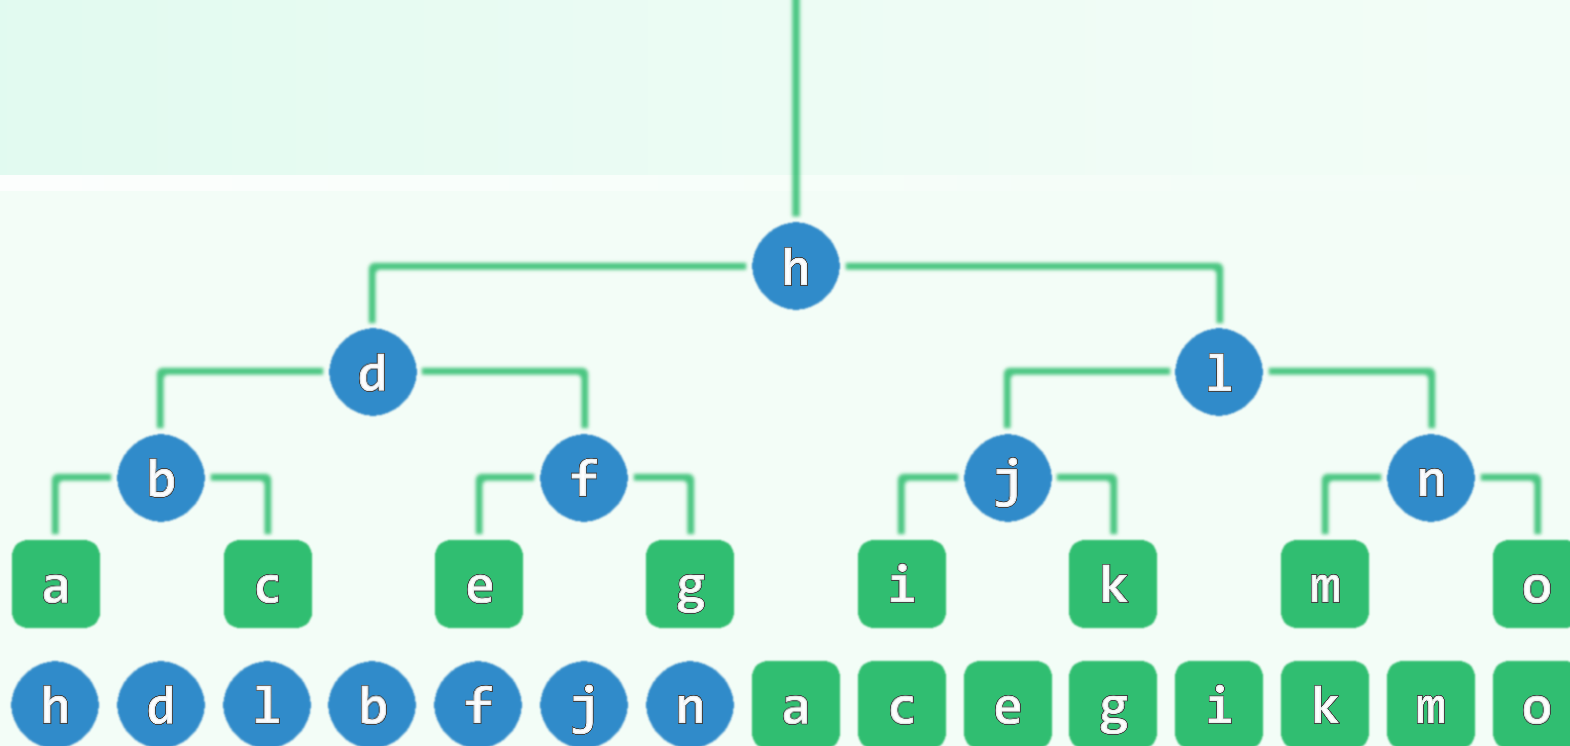 h
d l
b f j n
a c e g i k m o
h d l b f j n a c e g i k m o